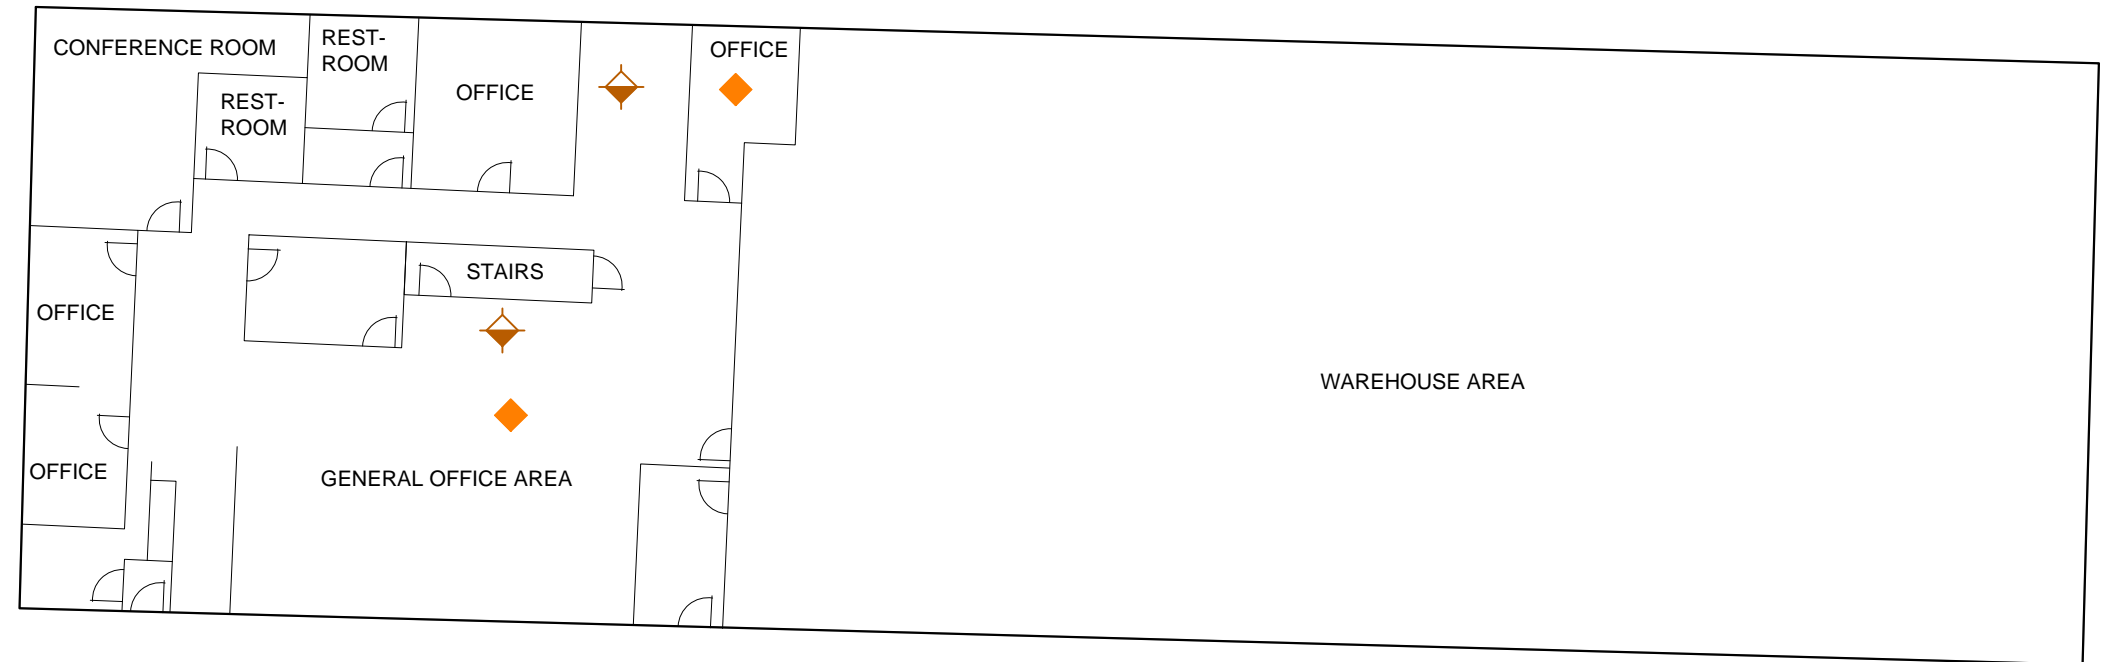 CONFERENCE ROOM
REST-
ROOM
OFFICE
REST-
ROOM
OFFICE
STAIRS
OFFICE
WAREHOUSE AREA
OFFICE
GENERAL OFFICE AREA